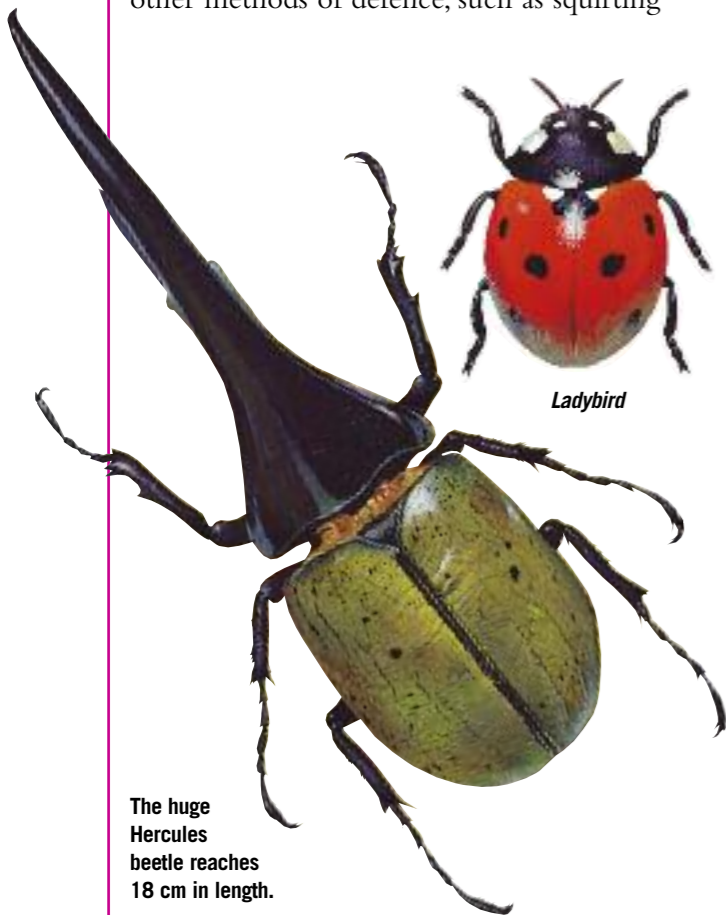 other methods of defence, such as squirting
Ladybird
The huge
Hercules
beetle reaches
18 cm in length.